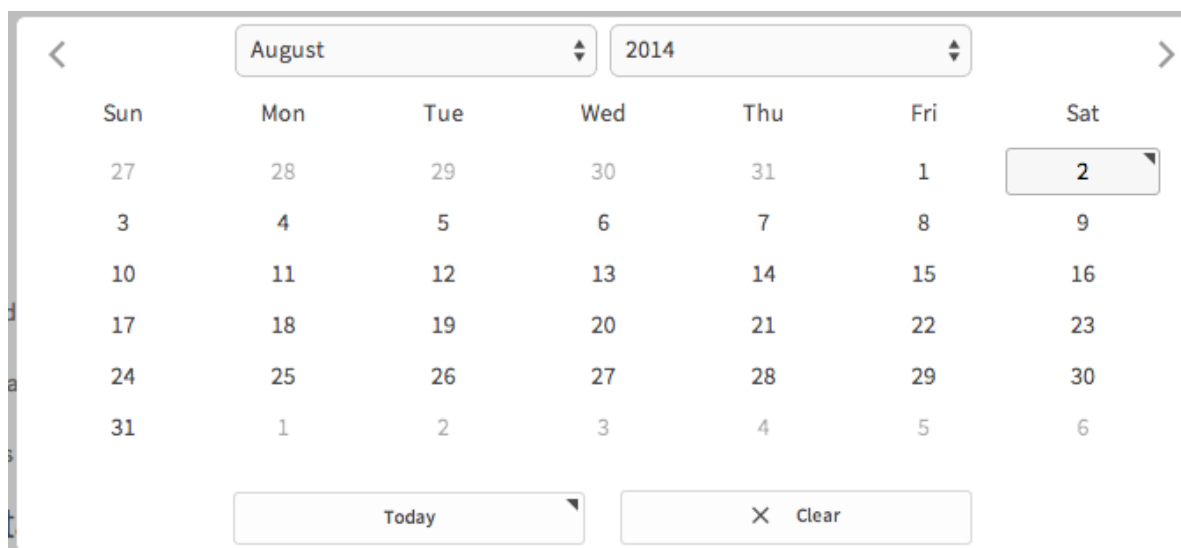 August 2014
Sun Mon Tue Wed Thu Fri Sat
27 28 29 30 31 1 2
3 4 5 6 7 8 9
10 11 12 13 14 15 16
17 18 19 20 21 22 23
24 25 26 27 28 29 30
31 1 2 3 4 5 6
Today Clear